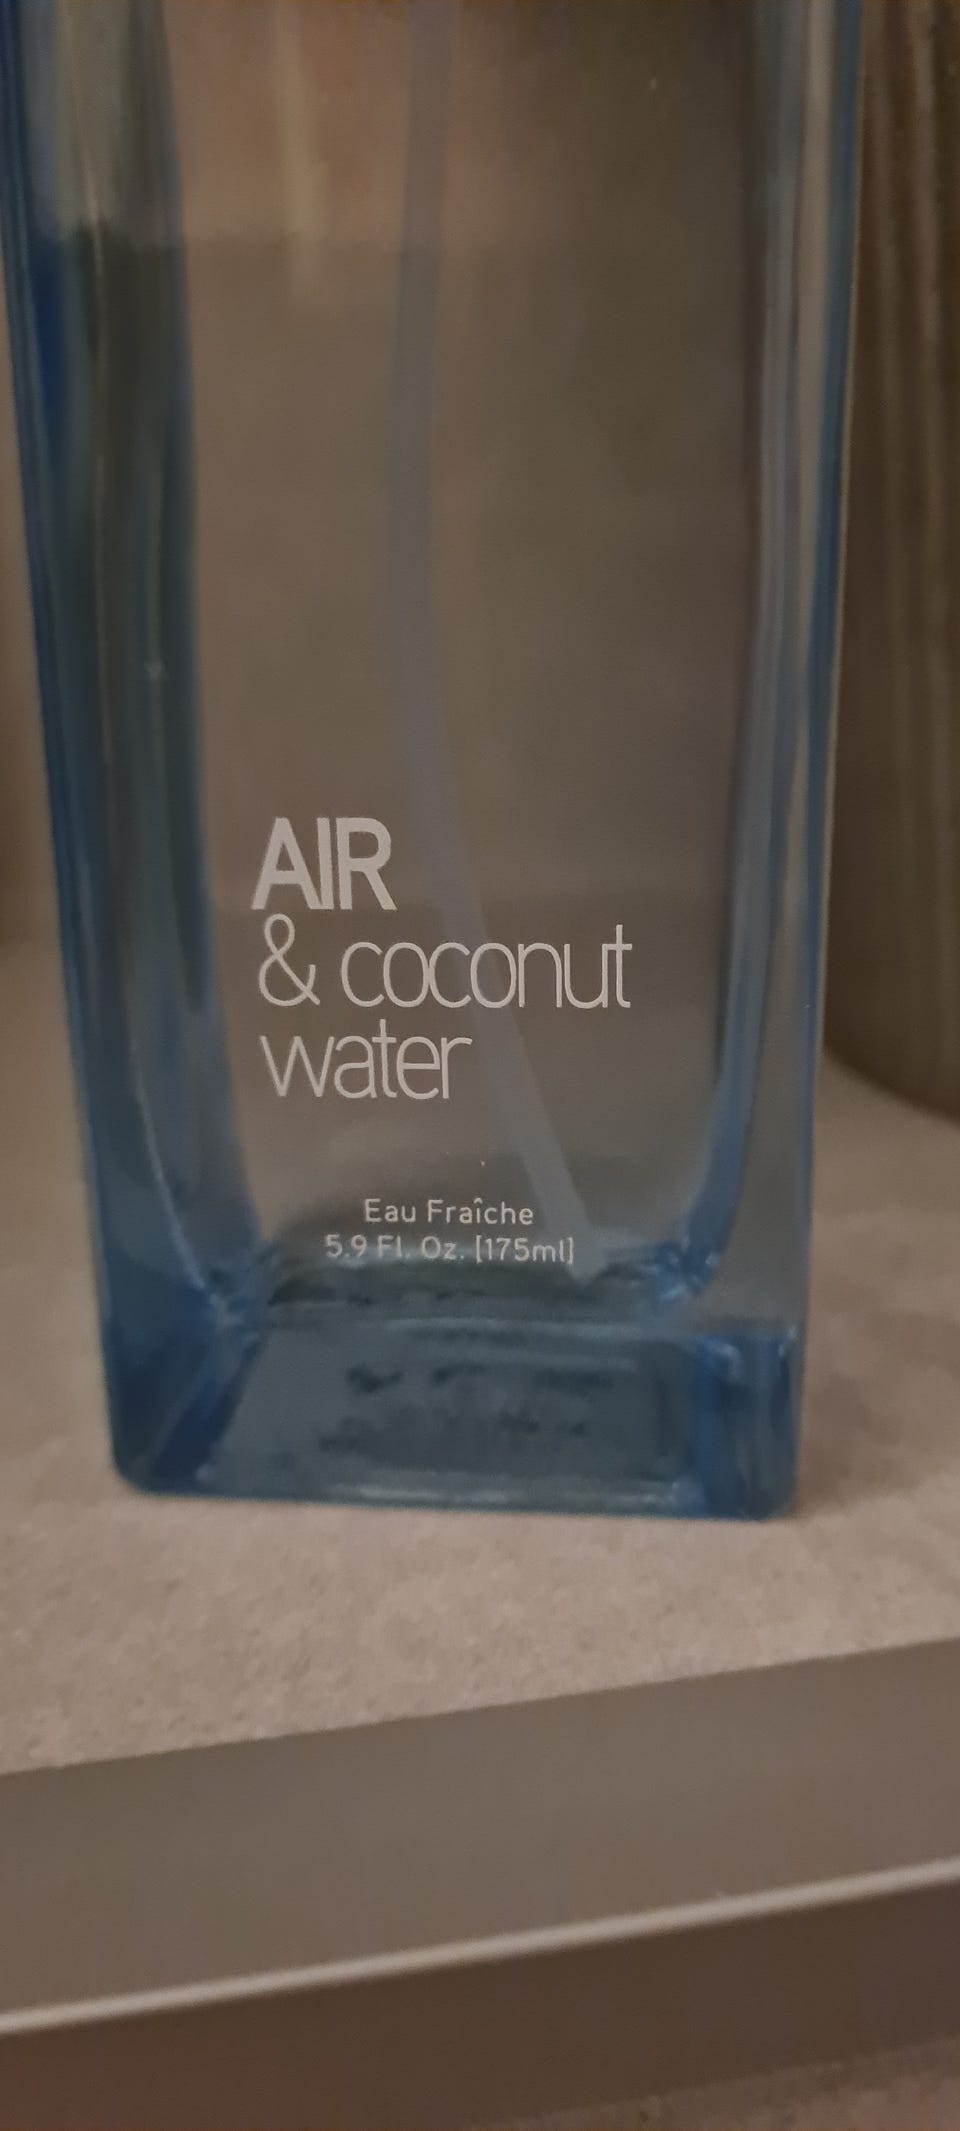 AIR
& coconut
water
Eau Fraîche
5.9 Fl. Oz. [175ml]